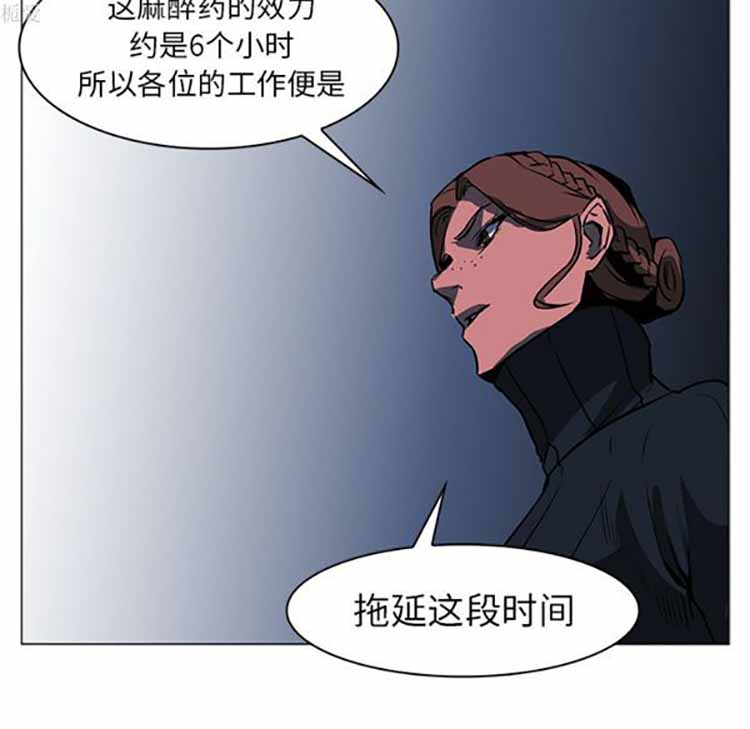 这麻醉药的效力
约是6个小时
所以各位的工作便是
拖延这段时间